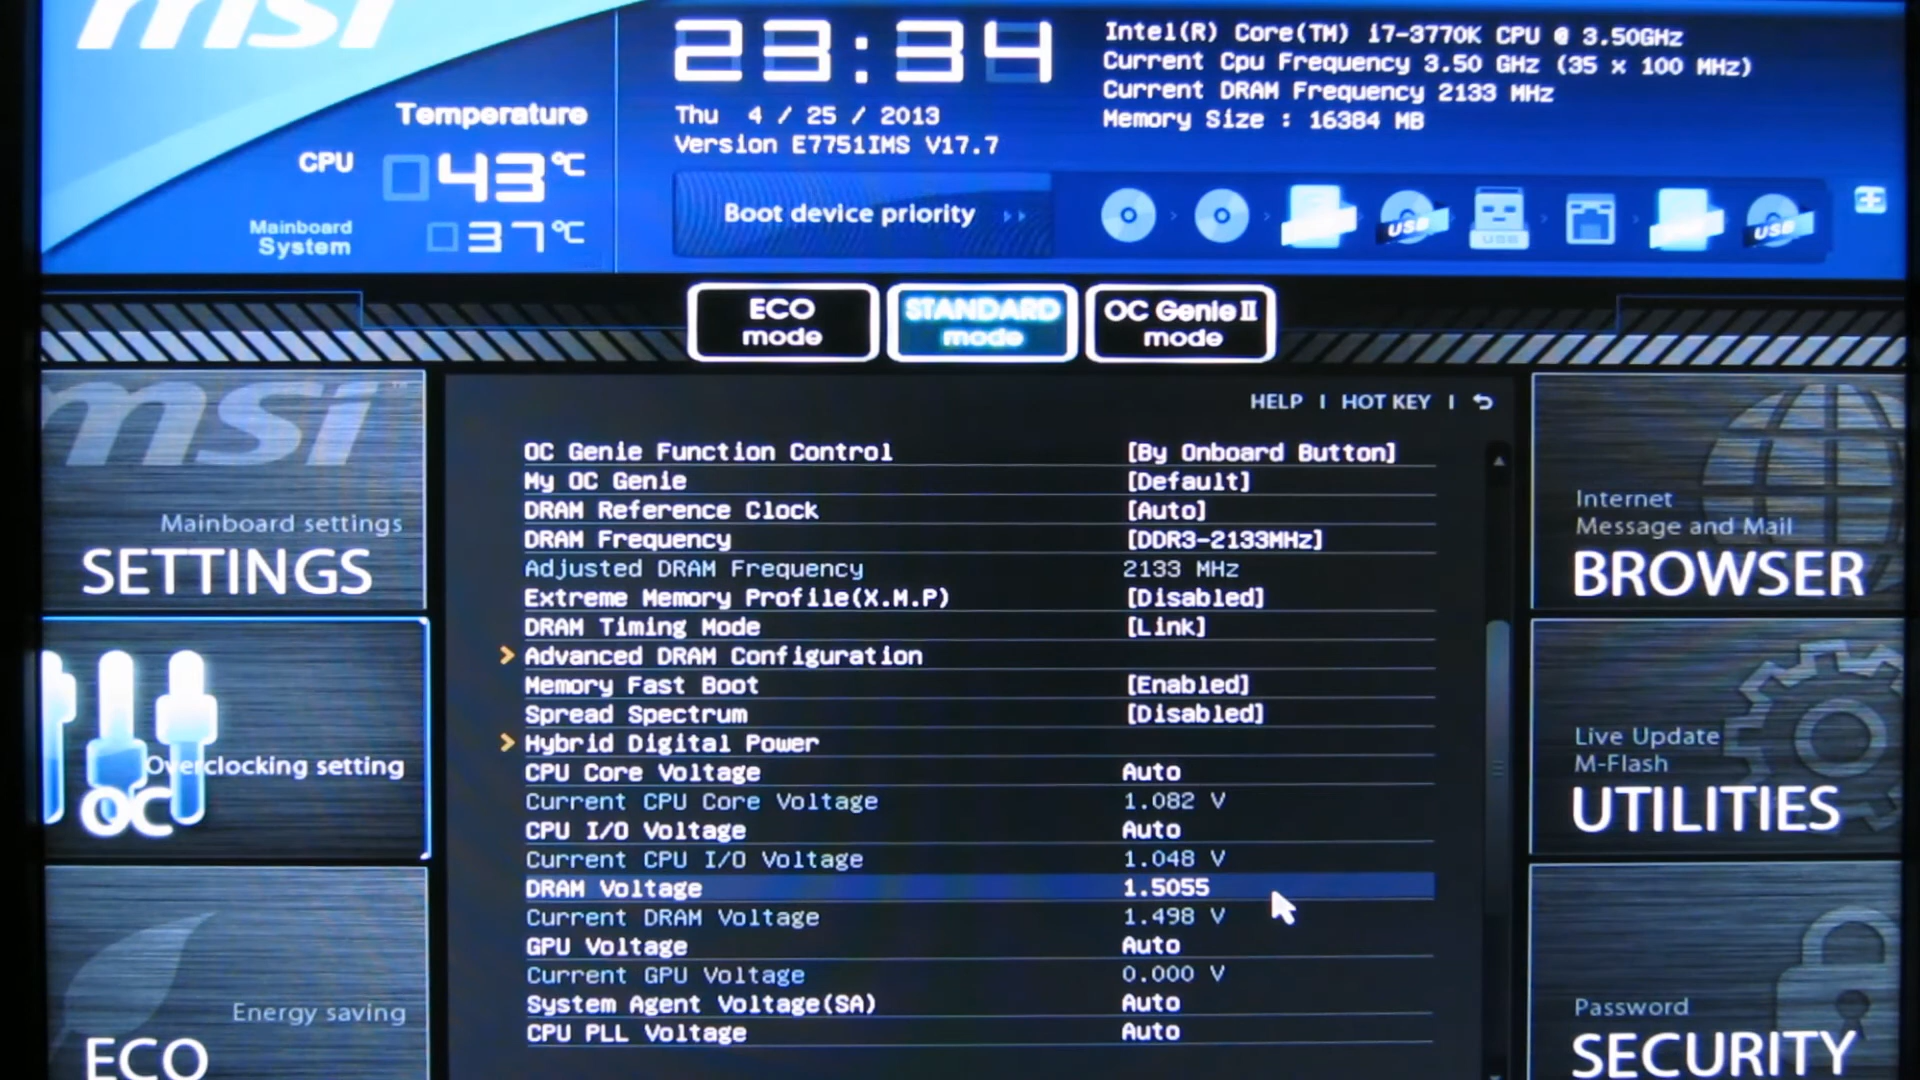 msi
23:34
Thu 4 / 25 / 2013
Version E7751IMS V17.7
Intel(R) Core(TM) i7-3770K CPU @ 3.50GHz
Current Cpu Frequency 3.50 GHz (35 x 100 MHz)
Current DRAM Frequency 2133 MHz
Memory Size : 16384 MB
Temperature
CPU 43°C
Mainboard
System 37°C
Boot device priority
USB
USB
USB
ECO
mode
STANDARD
mode
OC Genie II
mode
msi
Mainboard settings
SETTINGS
Overclocking setting
OC
Energy saving
ECO
HELP | HOT KEY |
OC Genie Function Control [By Onboard Button]
My OC Genie [Default]
DRAM Reference Clock [Auto]
DRAM Frequency [DDR3-2133MHz]
Adjusted DRAM Frequency 2133 MHz
Extreme Memory Profile(X.M.P) [Disabled]
DRAM Timing Mode [Link]
> Advanced DRAM Configuration
Memory Fast Boot [Enabled]
Spread Spectrum [Disabled]
> Hybrid Digital Power
CPU Core Voltage Auto
Current CPU Core Voltage 1.082 V
CPU I/O Voltage Auto
Current CPU I/O Voltage 1.048 V
DRAM Voltage 1.5055
Current DRAM Voltage 1.498 V
GPU Voltage Auto
Current GPU Voltage 0.000 V
System Agent Voltage(SA) Auto
CPU PLL Voltage Auto
Internet
Message and Mail
BROWSER
Live Update
M-Flash
UTILITIES
Password
SECURITY